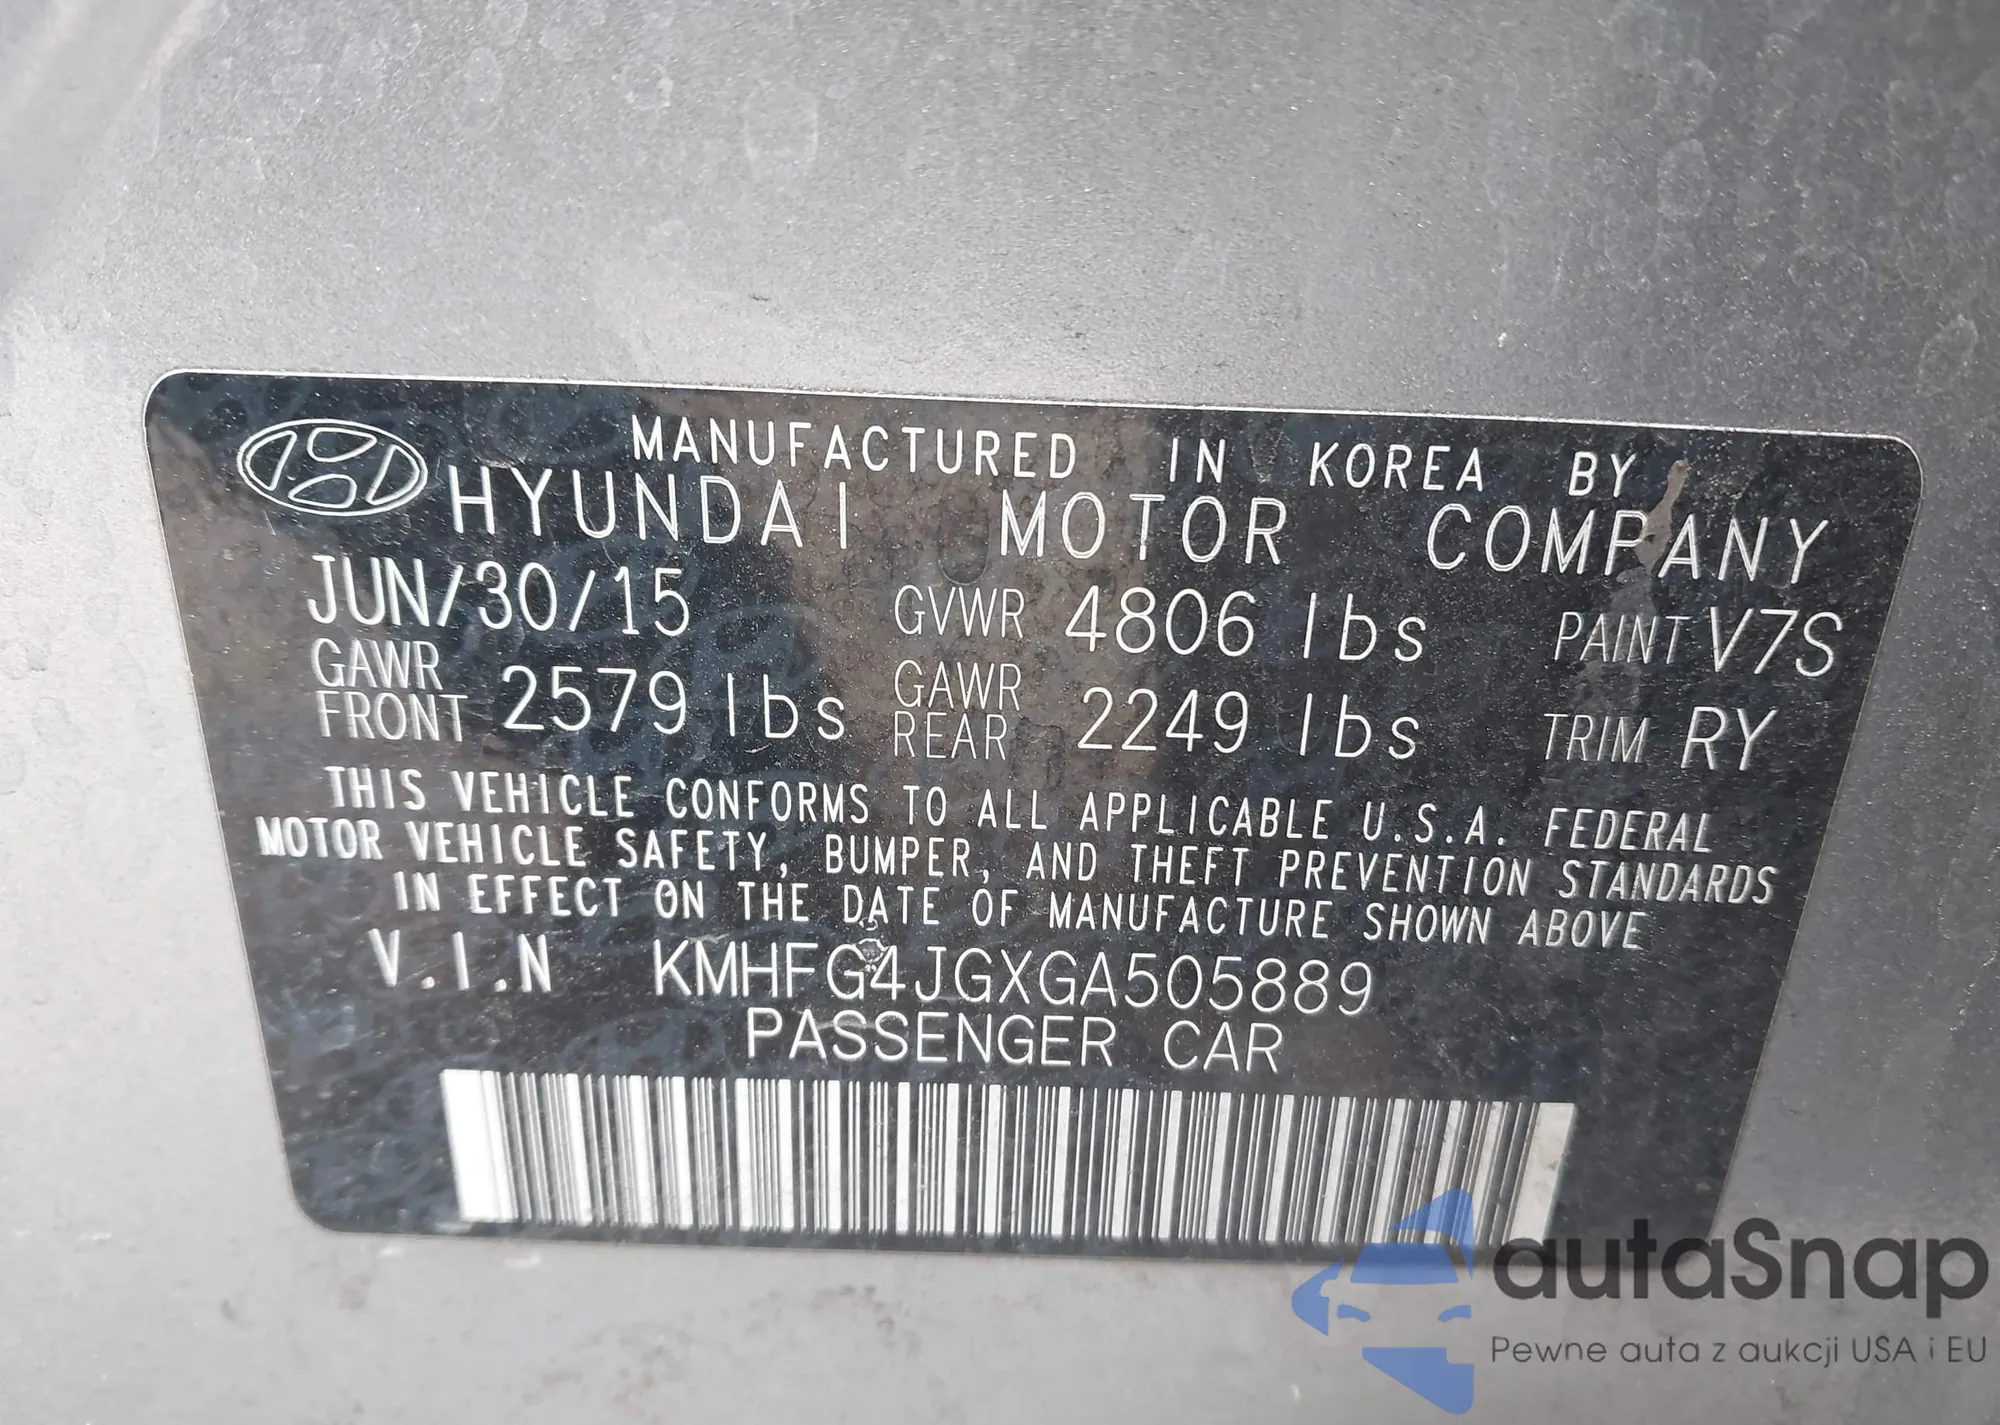 MANUFACTURED IN KOREA BY
HYUNDAI MOTOR COMPANY
JUN/30/15 GVWR 4806 lbs PAINT V7S
GAWR FRONT 2579 lbs GAWR REAR 2249 lbs TRIM RY
THIS VEHICLE CONFORMS TO ALL APPLICABLE U.S.A. FEDERAL
MOTOR VEHICLE SAFETY, BUMPER, AND THEFT PREVENTION STANDARDS
IN EFFECT ON THE DATE OF MANUFACTURE SHOWN ABOVE
V.I.N KMHFG4JGXGA505889
PASSENGER CAR
autaSnap
Pewne auta z aukcji USA i EU